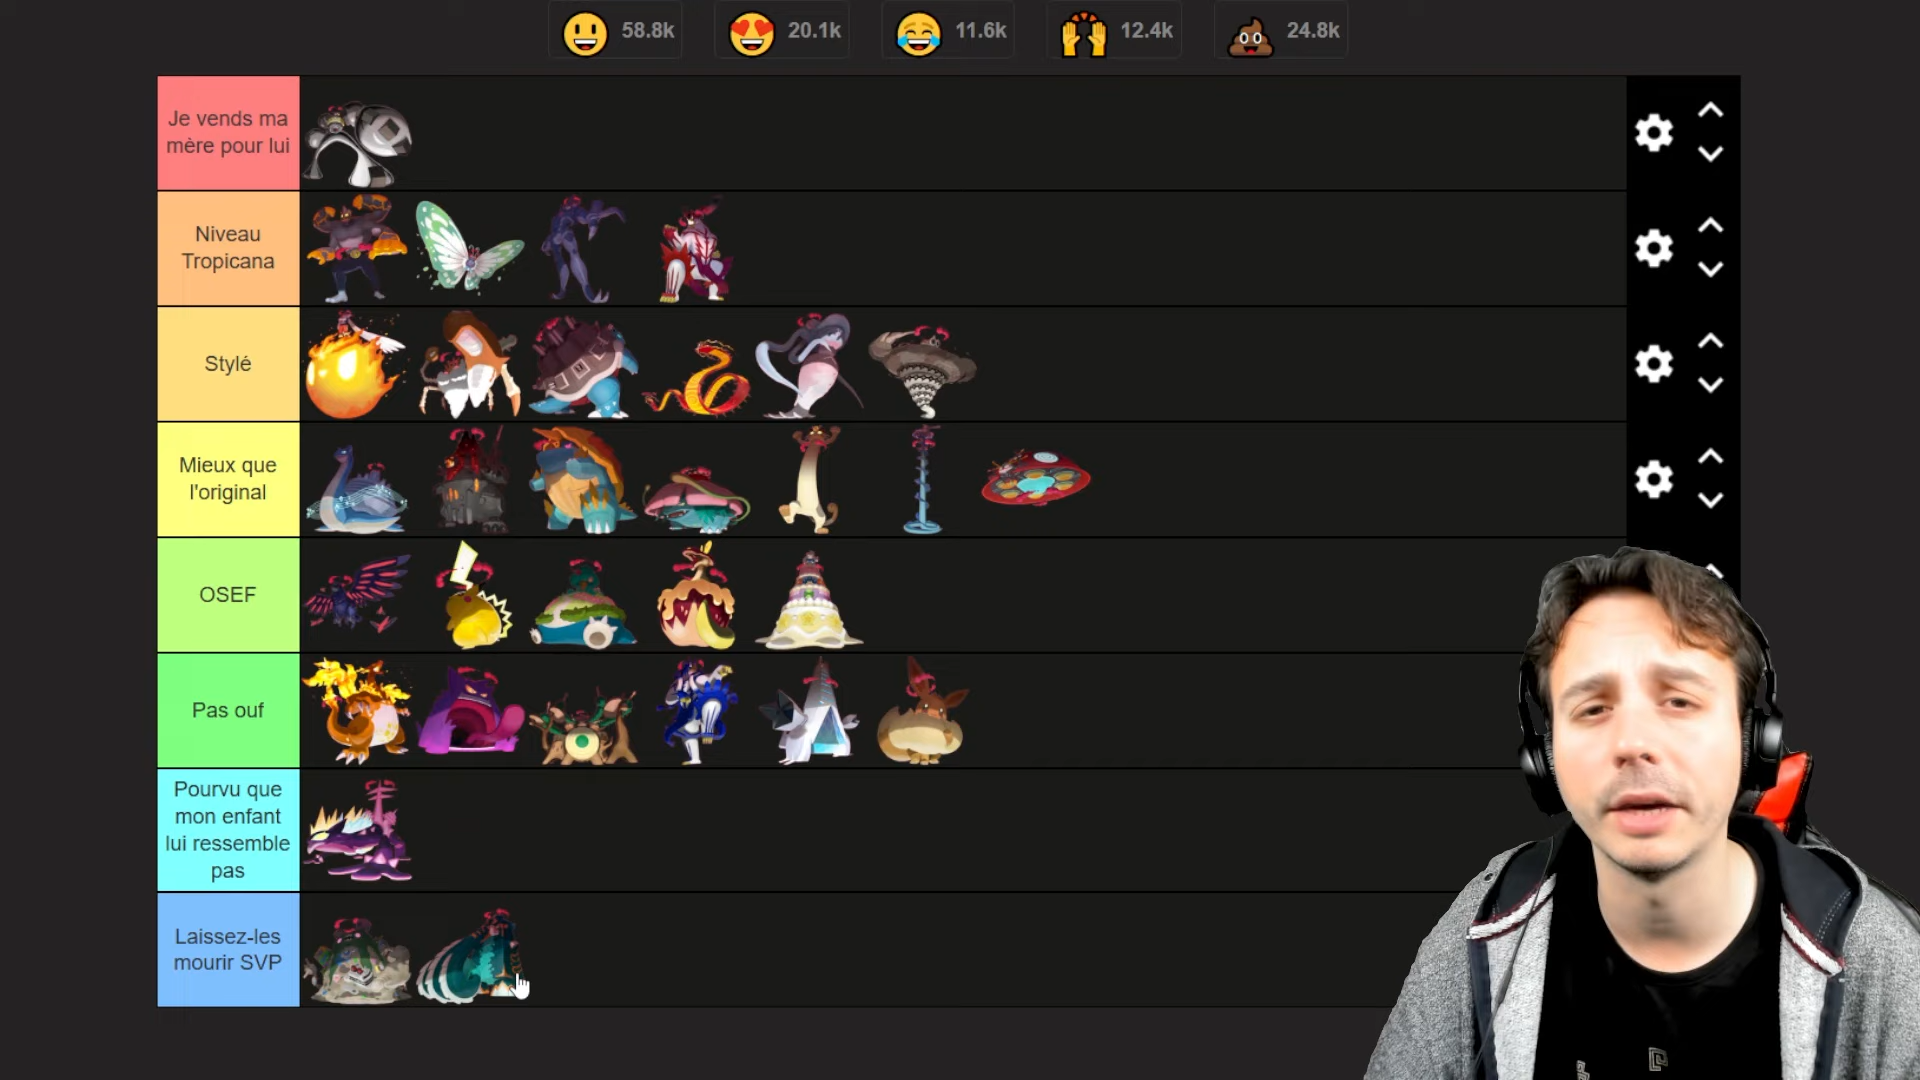 58.8k 20.1k 11.6k 12.4k 24.8k
Je vends ma
mère pour lui
Niveau
Tropicana
Stylé
Mieux que
l'original
OSEF
Pas ouf
Pourvu que
mon enfant
lui ressemble
pas
Laissez-les
mourir SVP